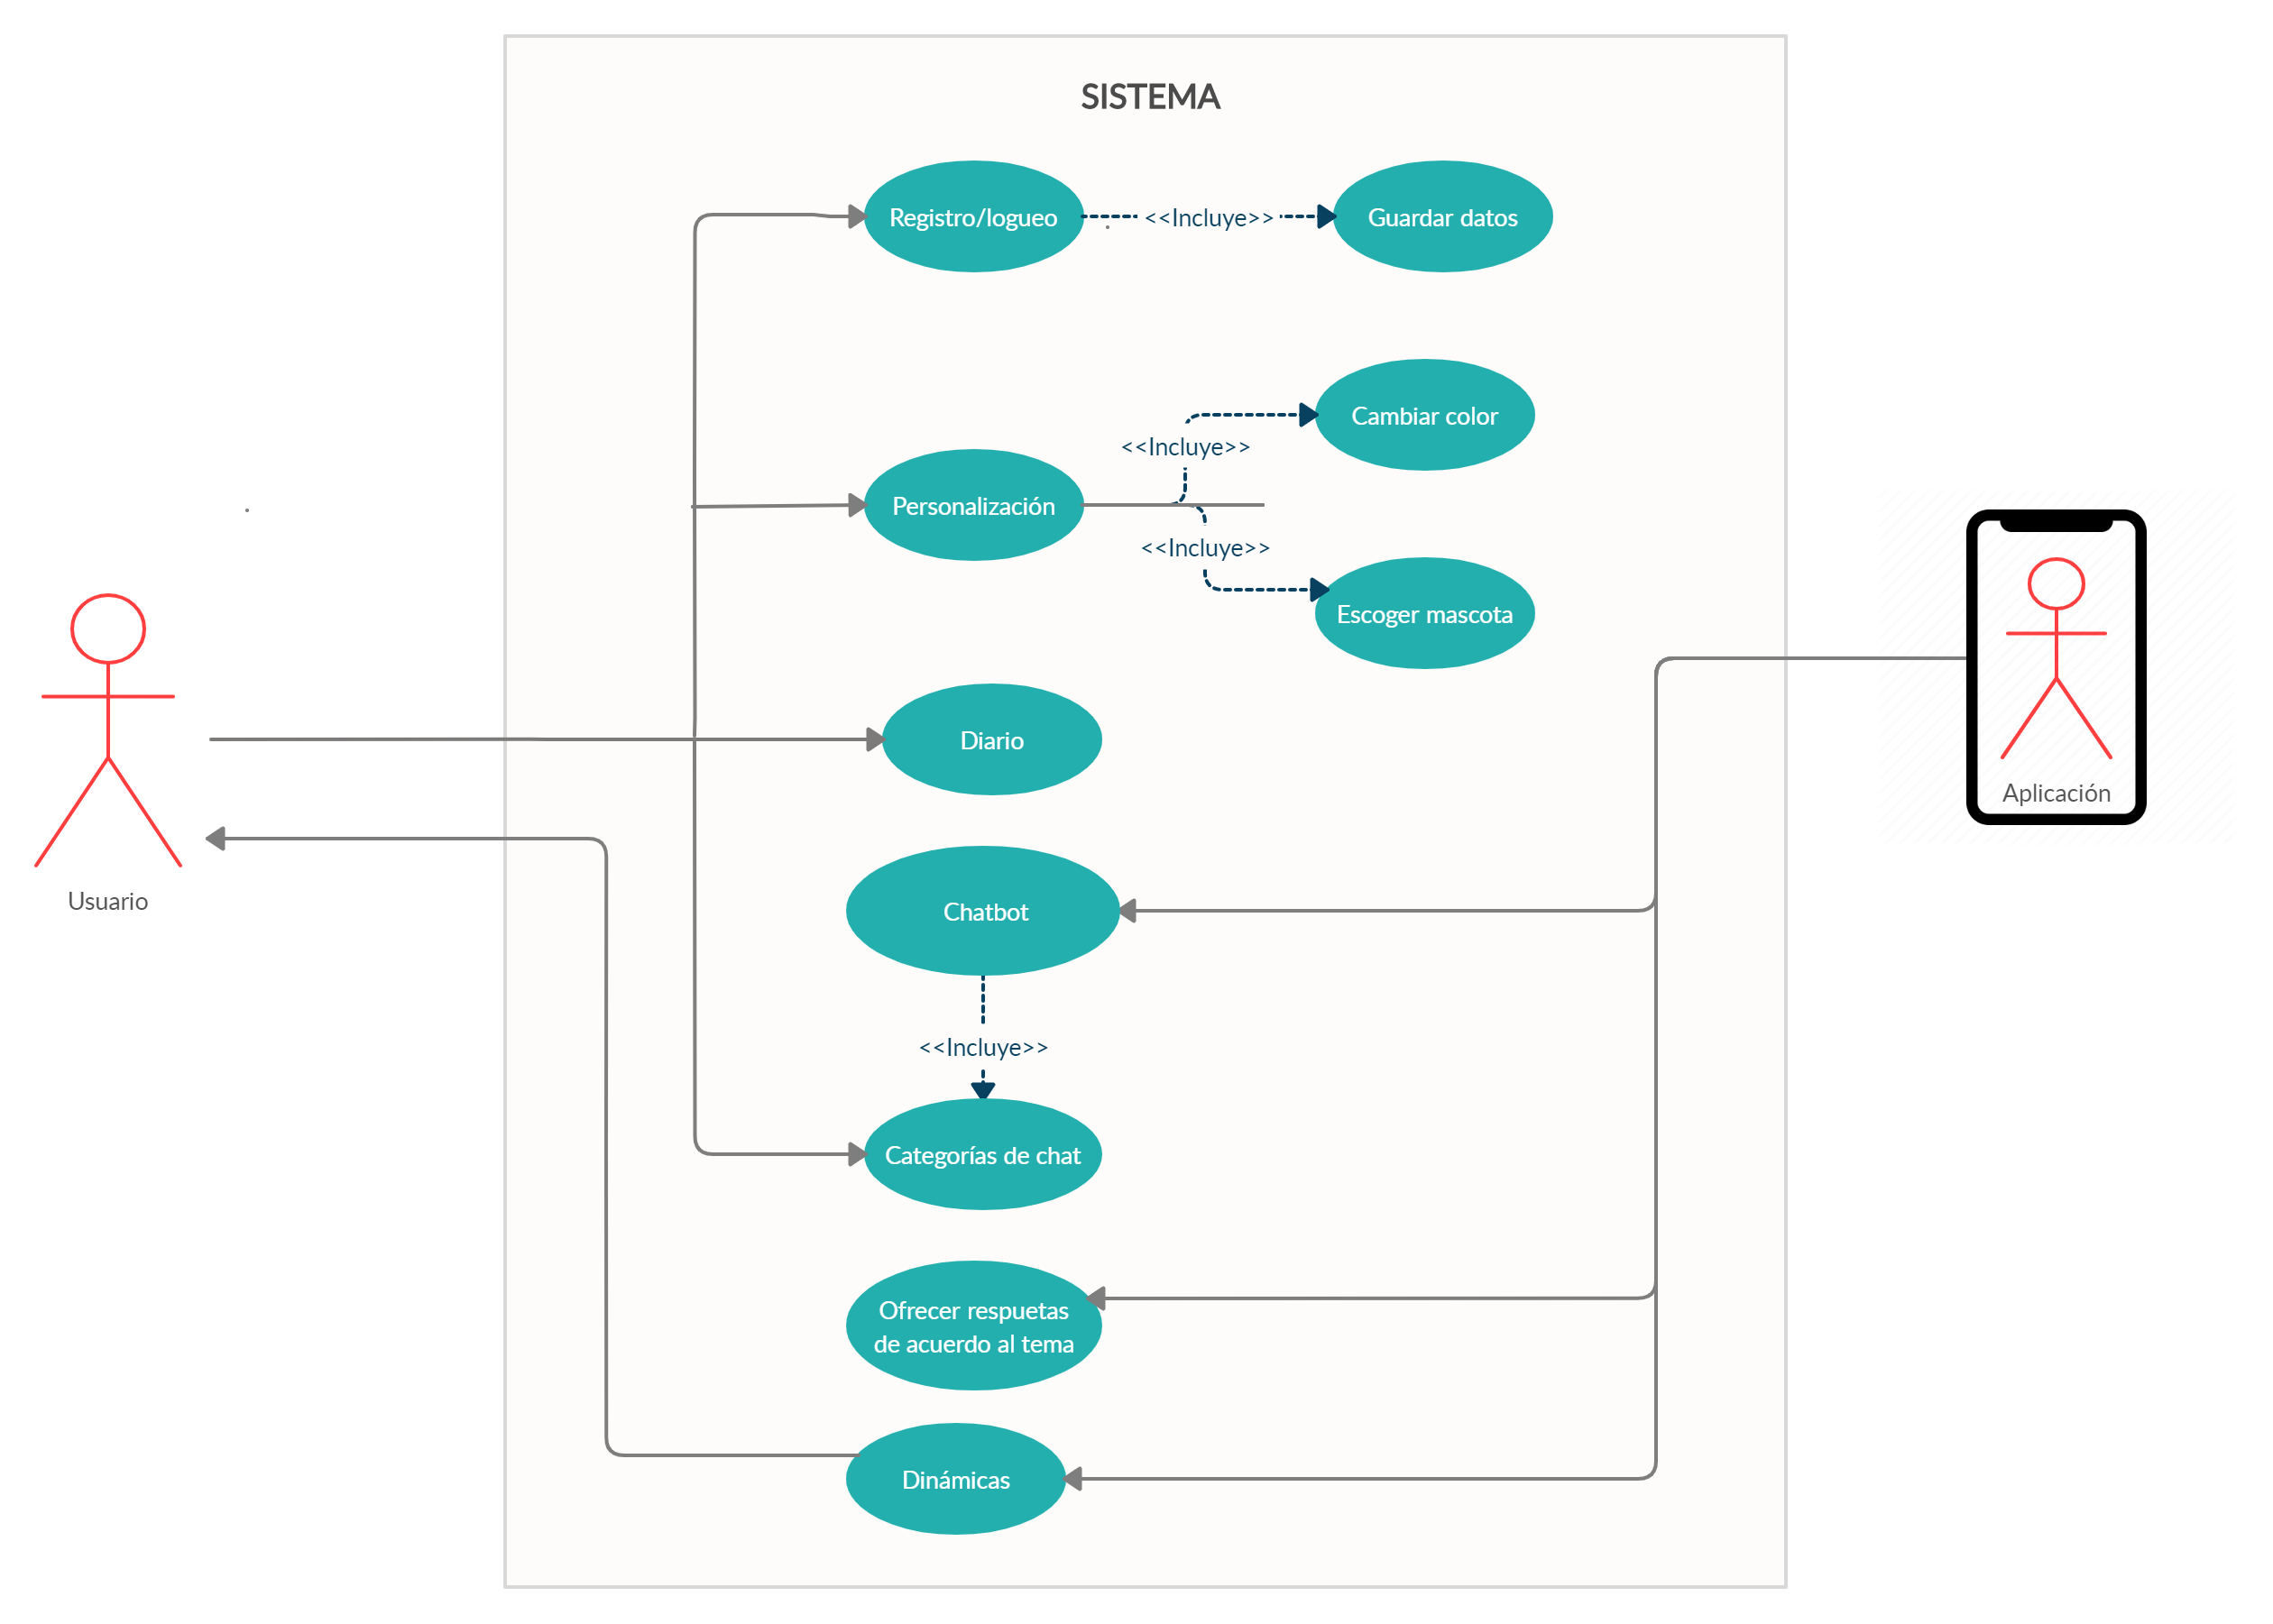 SISTEMA
Registro/logueo
<<Incluye>>
Guardar datos
Cambiar color
<<Incluye>>
Personalización
<<Incluye>>
Escoger mascota
Diario
Aplicación
Usuario
Chatbot
<<Incluye>>
Categorías de chat
Ofrecer respuetas
de acuerdo al tema
Dinámicas